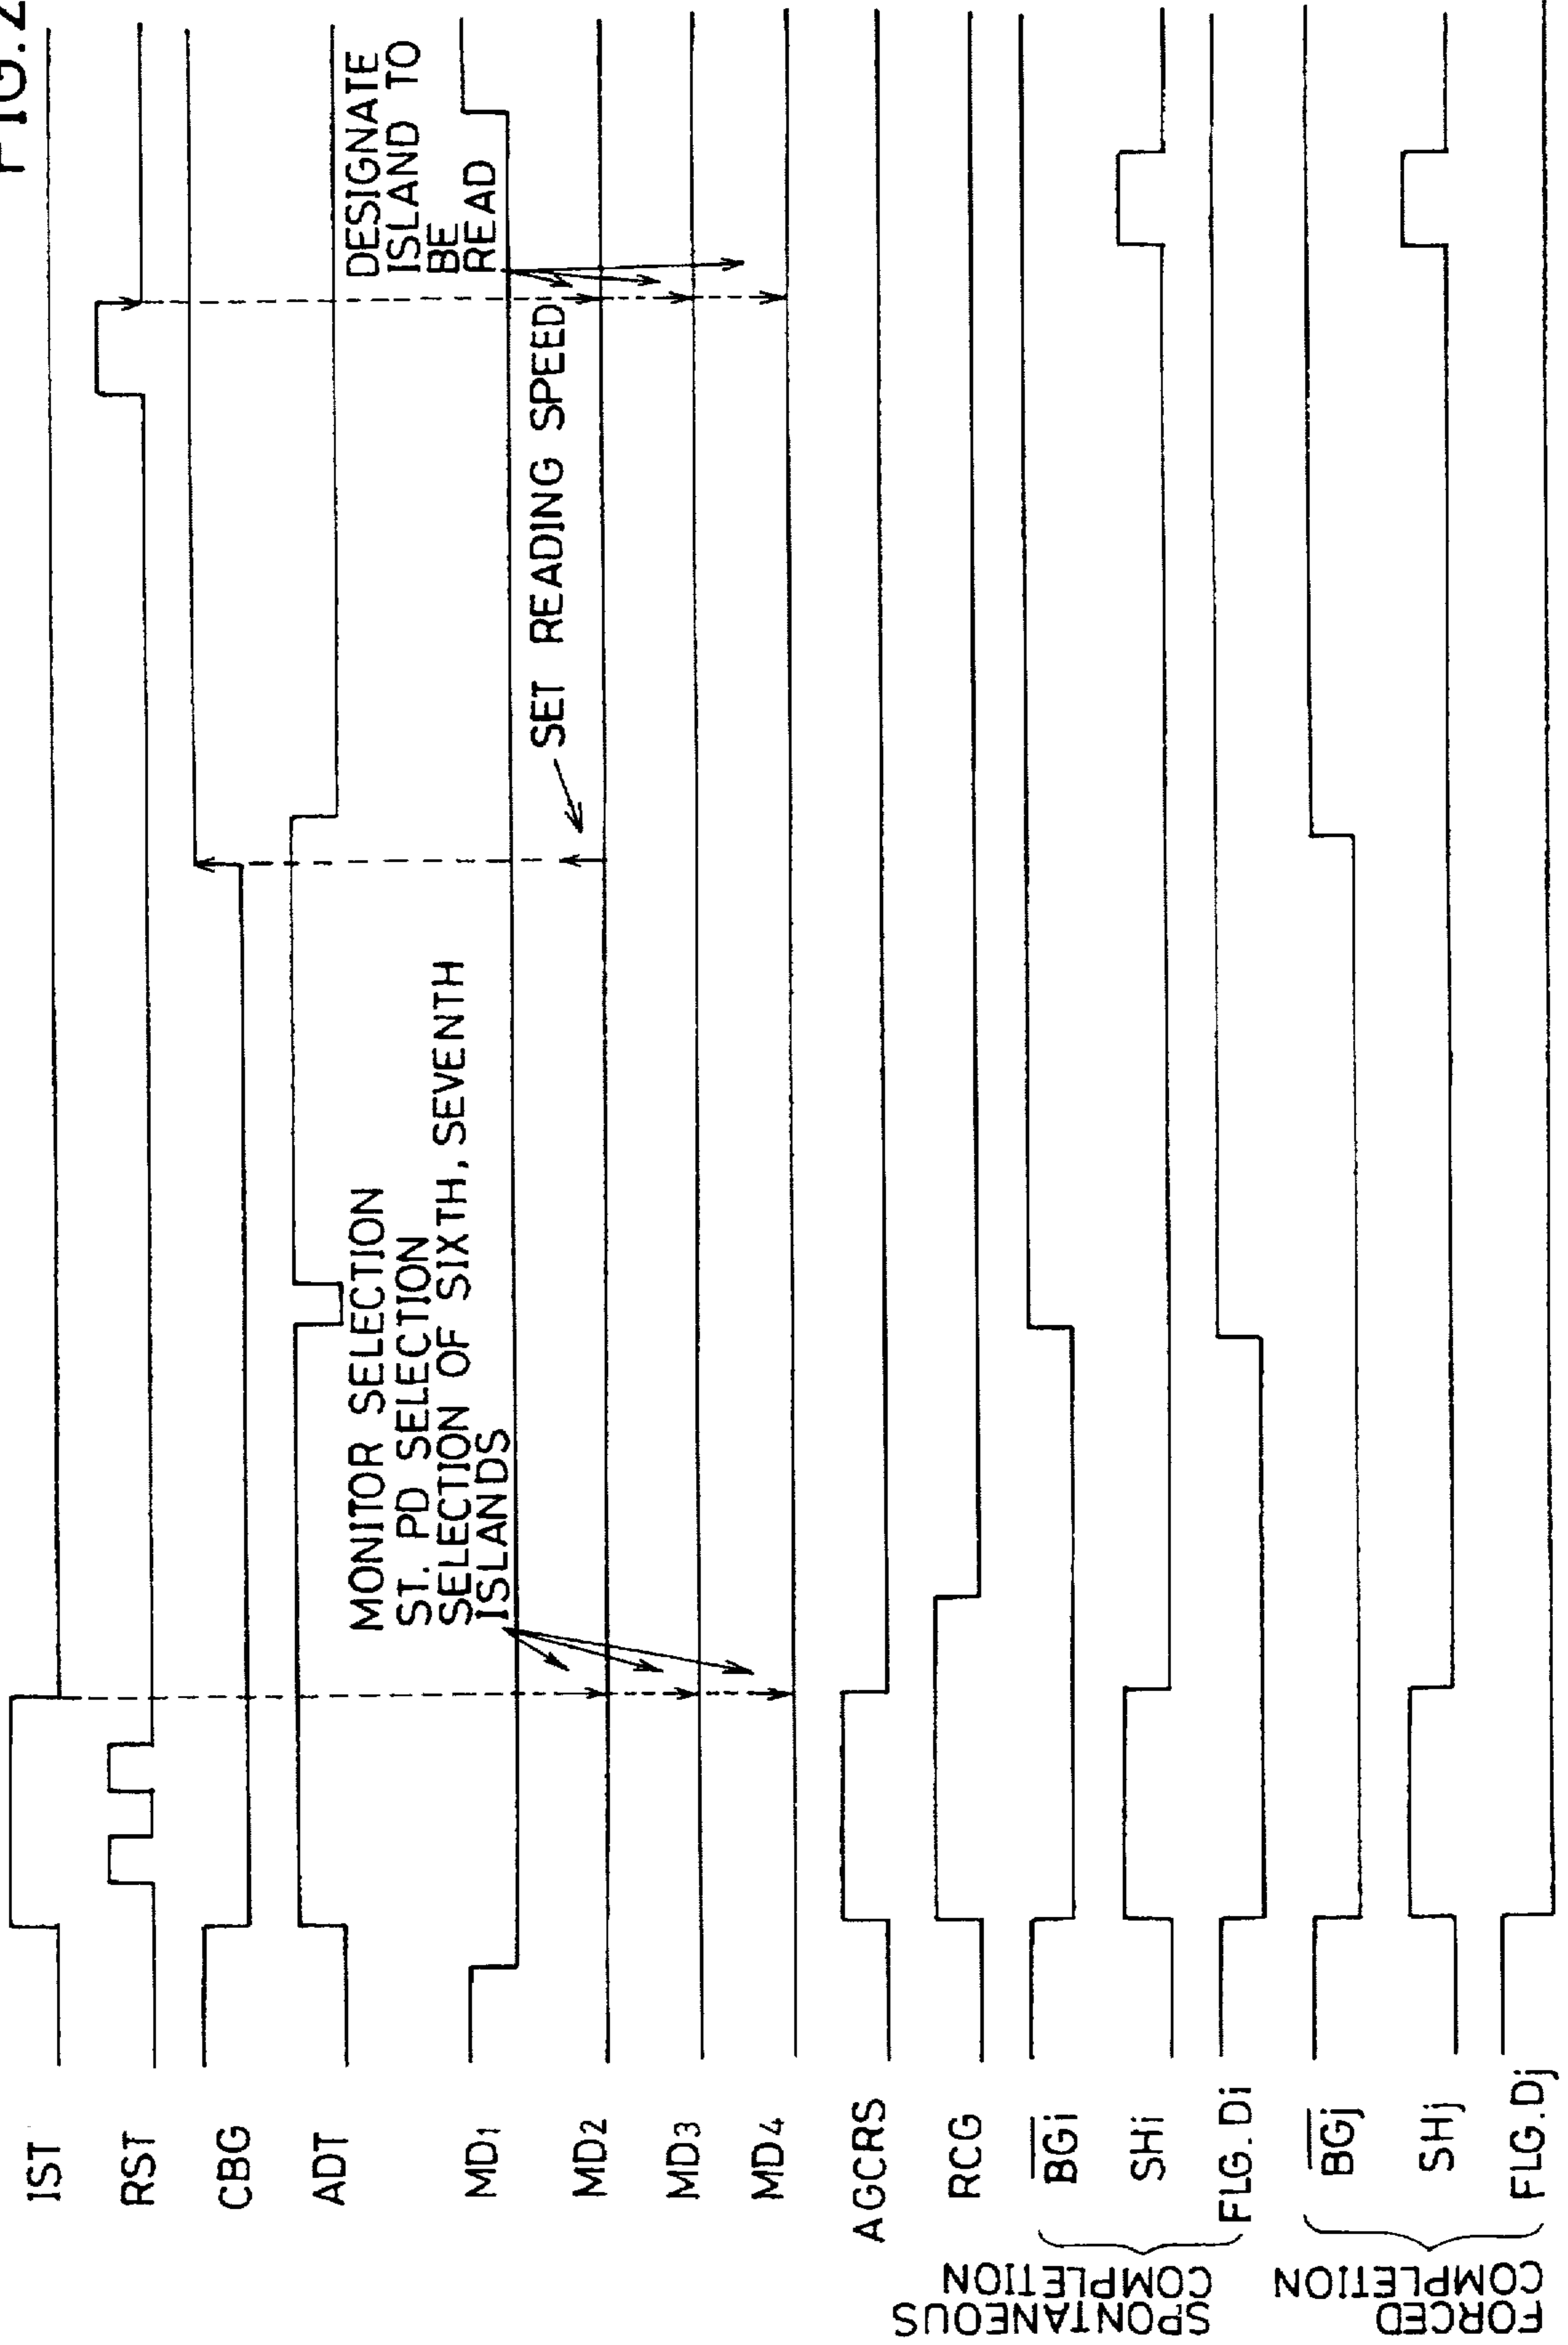 FIG.2
IST
RST
CBG
ADT
MONITOR SELECTION
ST. PD SELECTION
SELECTION OF SIXTH, SEVENTH
ISLANDS
DESIGNATE
ISLAND TO
BE
READ
MD1
SET READING SPEED
MD2
MD3
MD4
AGCRS
RCG
SPONTANEOUS
COMPLETION
B̅G̅i
SHi
FLG.Di
FORCED
COMPLETION
B̅G̅j
SHj
FLG.Dj